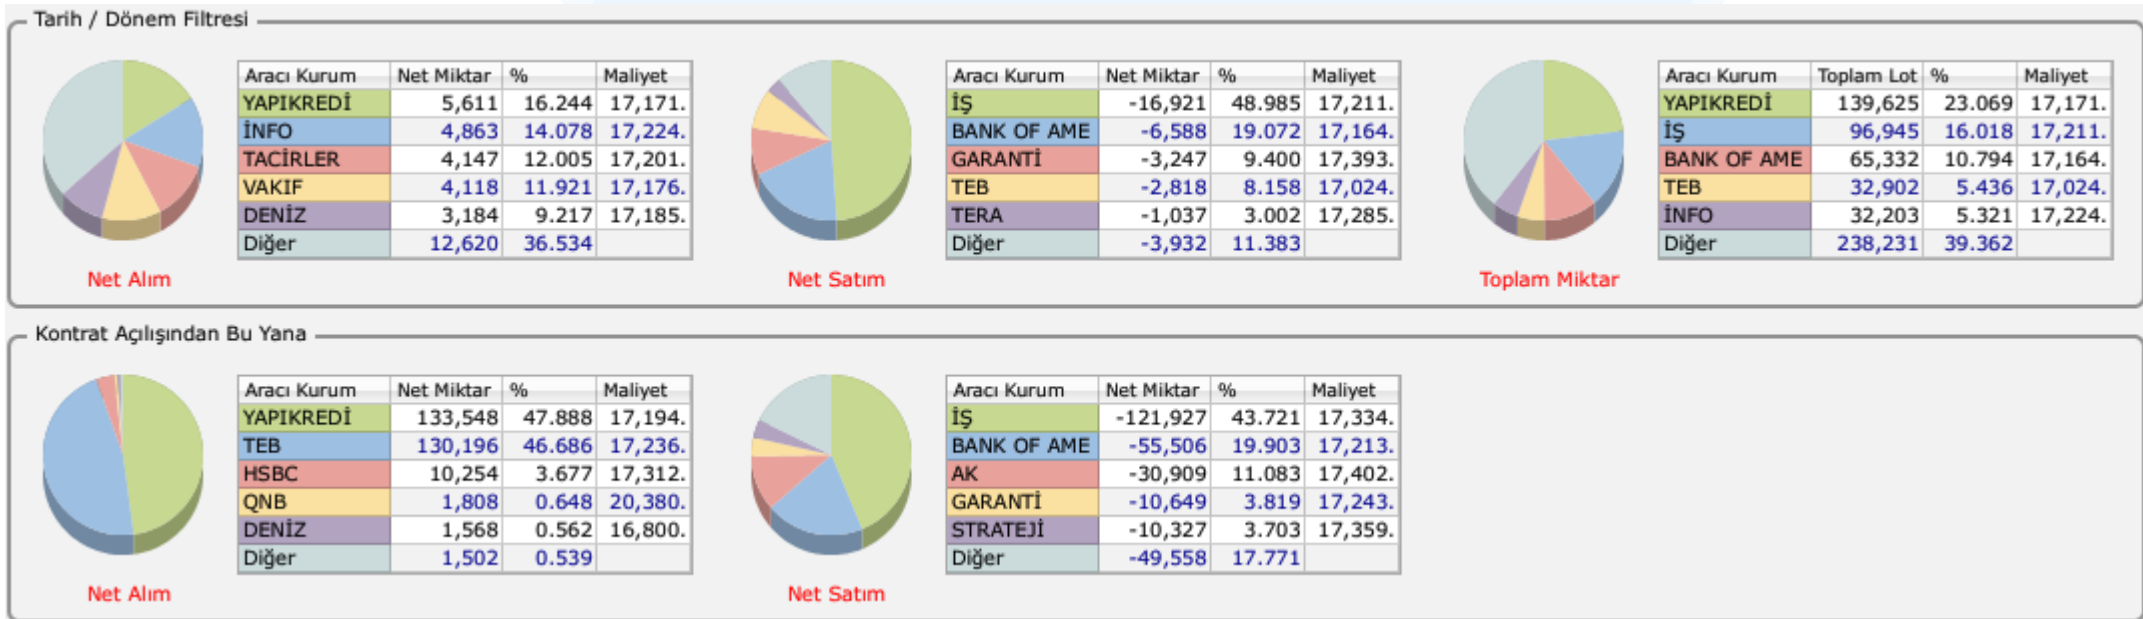 Tarih / Dönem Filtresi
Aracı Kurum Net Miktar % Maliyet
YAPIKREDİ 5,611 16.244 17,171.
İNFO 4,863 14.078 17,224.
TACİRLER 4,147 12.005 17,201.
VAKIF 4,118 11.921 17,176.
DENİZ 3,184 9.217 17,185.
Diğer 12,620 36.534
Net Alım
Aracı Kurum Net Miktar % Maliyet
İŞ -16,921 48.985 17,211.
BANK OF AME -6,588 19.072 17,164.
GARANTİ -3,247 9.400 17,393.
TEB -2,818 8.158 17,024.
TERA -1,037 3.002 17,285.
Diğer -3,932 11.383
Net Satım
Aracı Kurum Toplam Lot % Maliyet
YAPIKREDİ 139,625 23.069 17,171.
İŞ 96,945 16.018 17,211.
BANK OF AME 65,332 10.794 17,164.
TEB 32,902 5.436 17,024.
İNFO 32,203 5.321 17,224.
Diğer 238,231 39.362
Toplam Miktar
Kontrat Açılışından Bu Yana
Aracı Kurum Net Miktar % Maliyet
YAPIKREDİ 133,548 47.888 17,194.
TEB 130,196 46.686 17,236.
HSBC 10,254 3.677 17,312.
QNB 1,808 0.648 20,380.
DENİZ 1,568 0.562 16,800.
Diğer 1,502 0.539
Net Alım
Aracı Kurum Net Miktar % Maliyet
İŞ -121,927 43.721 17,334.
BANK OF AME -55,506 19.903 17,213.
AK -30,909 11.083 17,402.
GARANTİ -10,649 3.819 17,243.
STRATEJİ -10,327 3.703 17,359.
Diğer -49,558 17.771
Net Satım